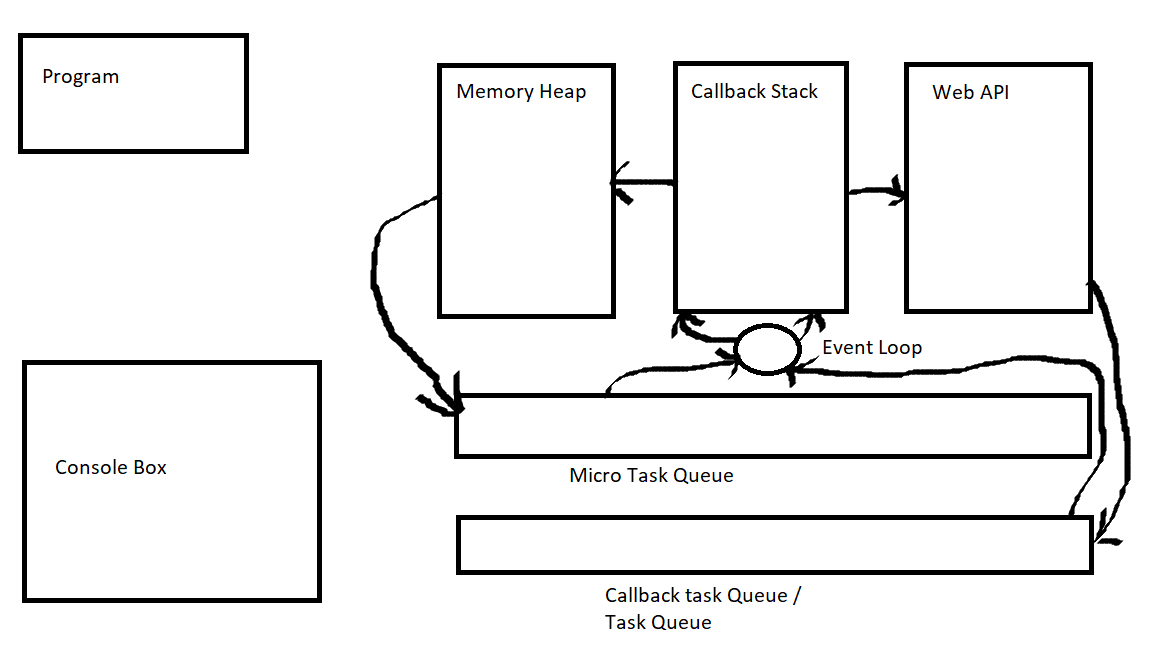 Program
Memory Heap
Callback Stack
Web API
Event Loop
Console Box
Micro Task Queue
Callback task Queue /
Task Queue